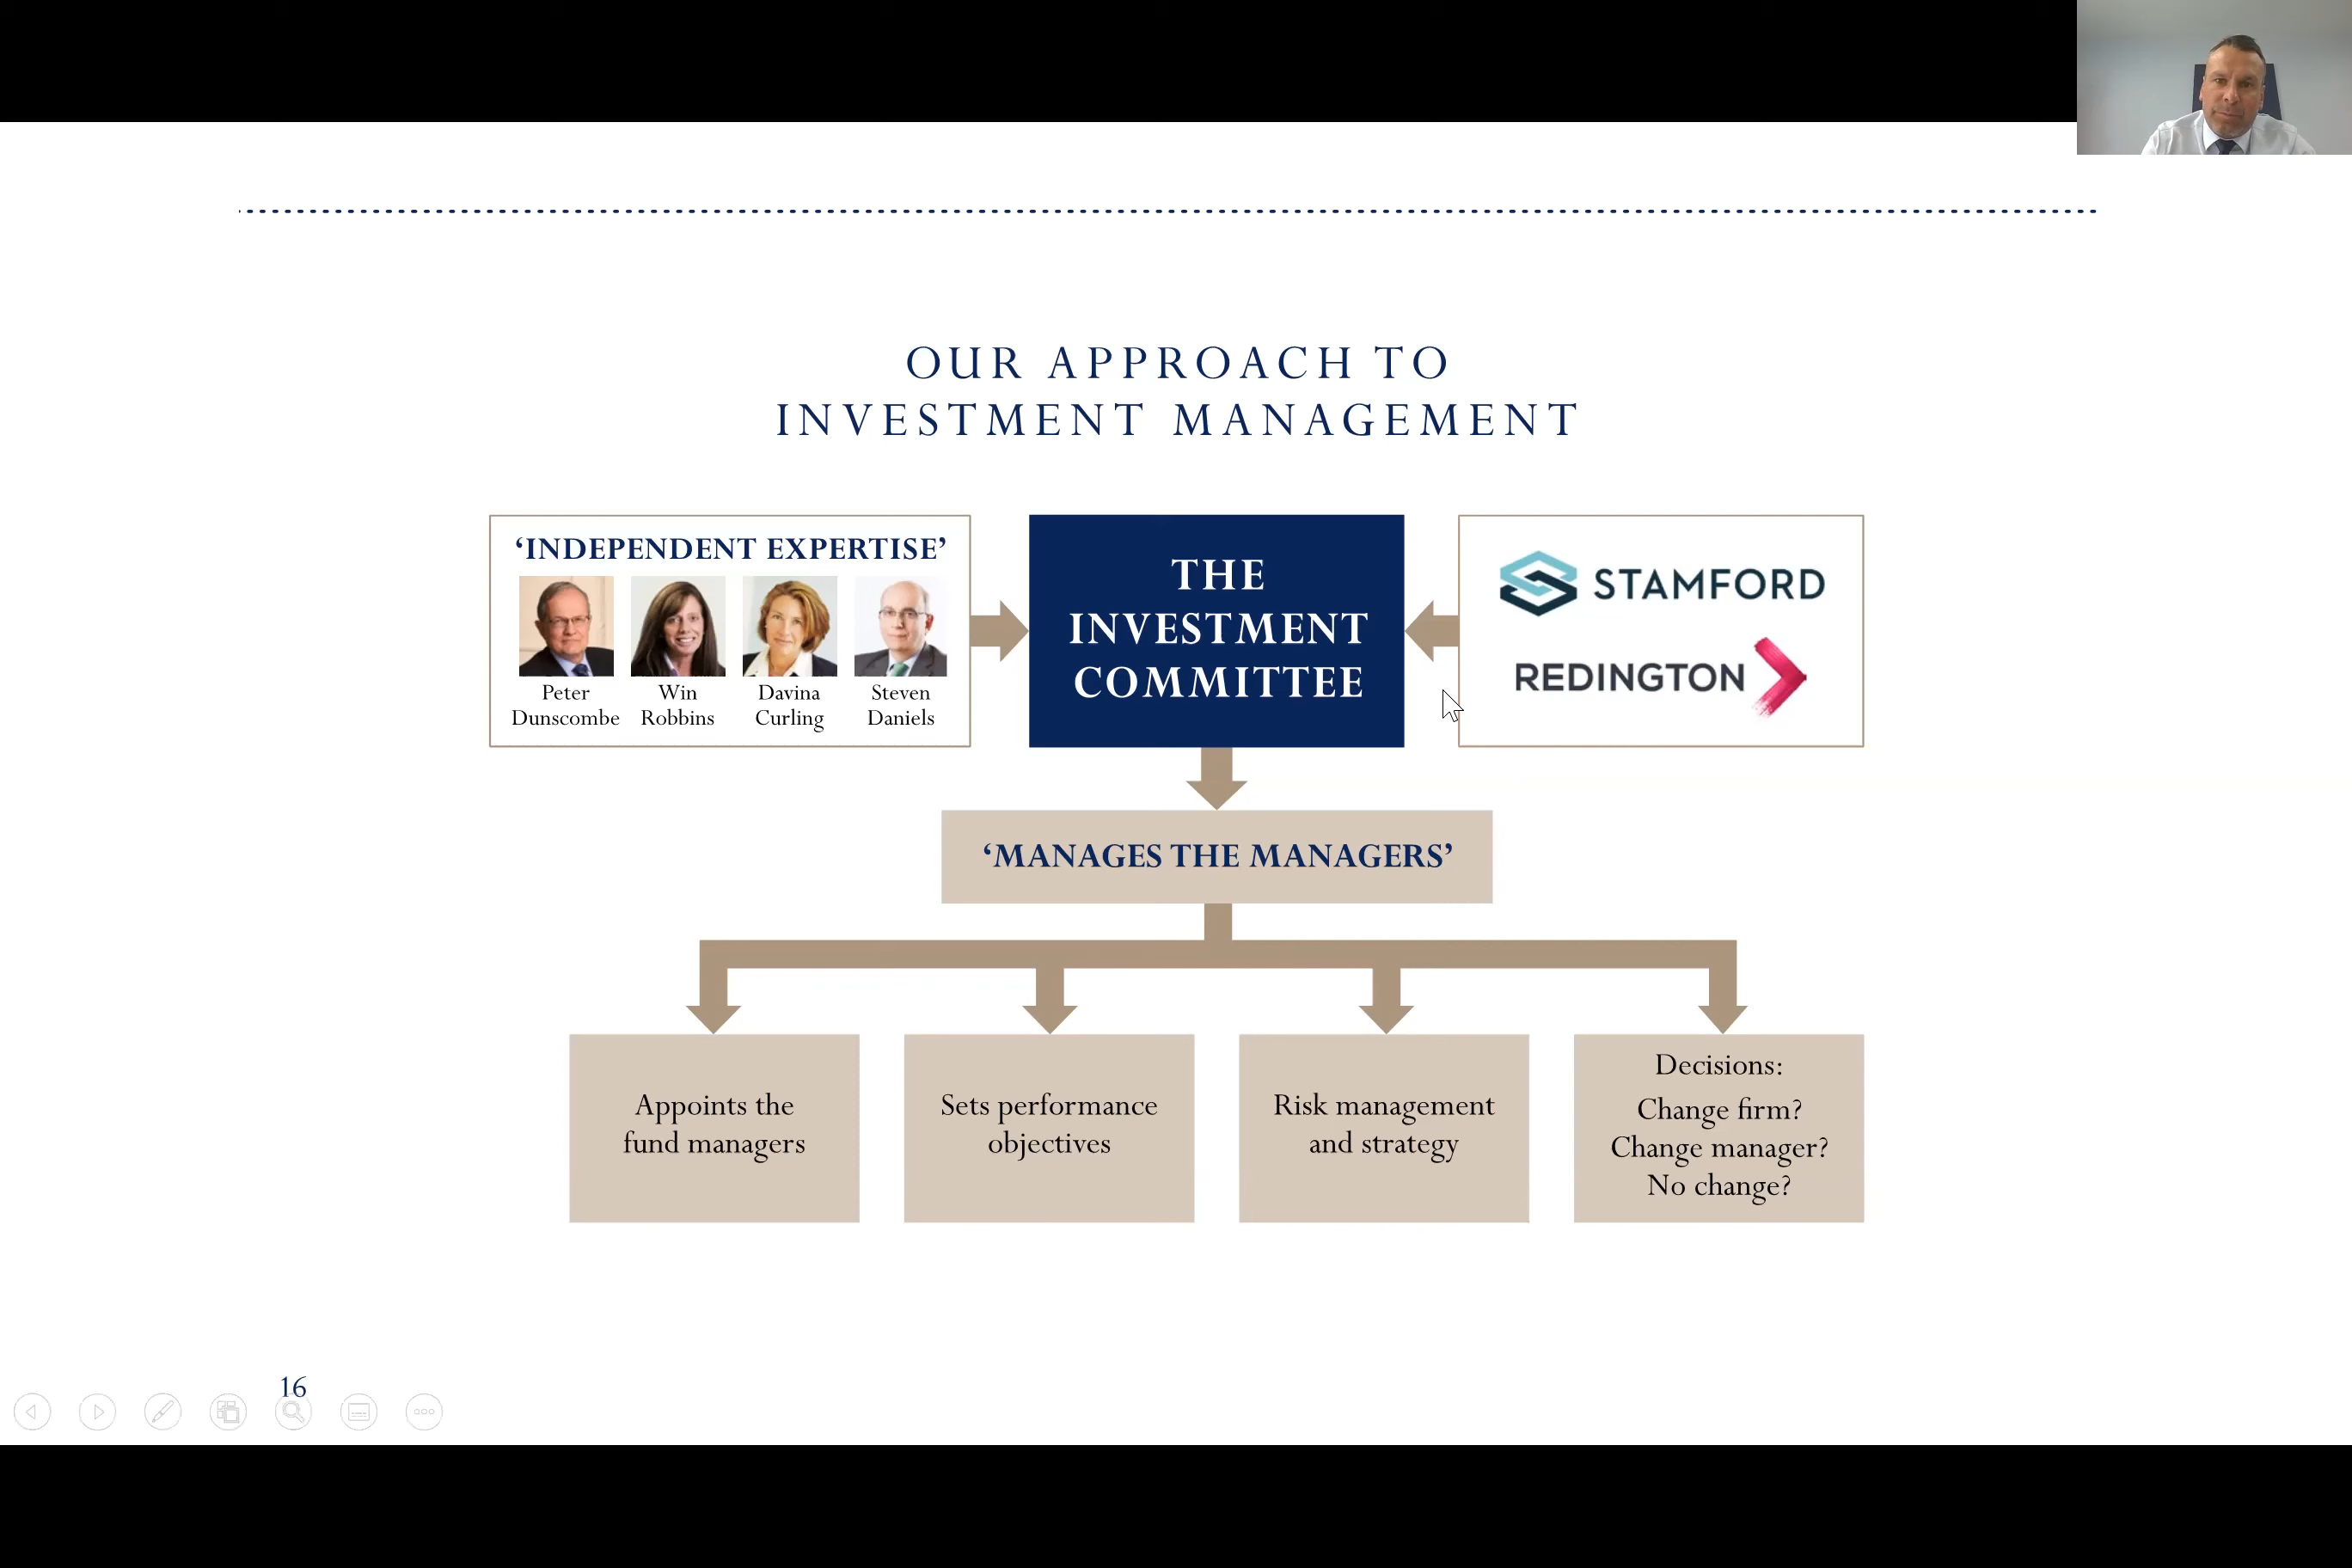 OUR APPROACH TO
INVESTMENT MANAGEMENT
‘INDEPENDENT EXPERTISE’
Peter
Dunscombe
Win
Robbins
Davina
Curling
Steven
Daniels
THE
INVESTMENT
COMMITTEE
STAMFORD
REDINGTON
‘MANAGES THE MANAGERS’
Appoints the
fund managers
Sets performance
objectives
Risk management
and strategy
Decisions:
Change firm?
Change manager?
No change?
16